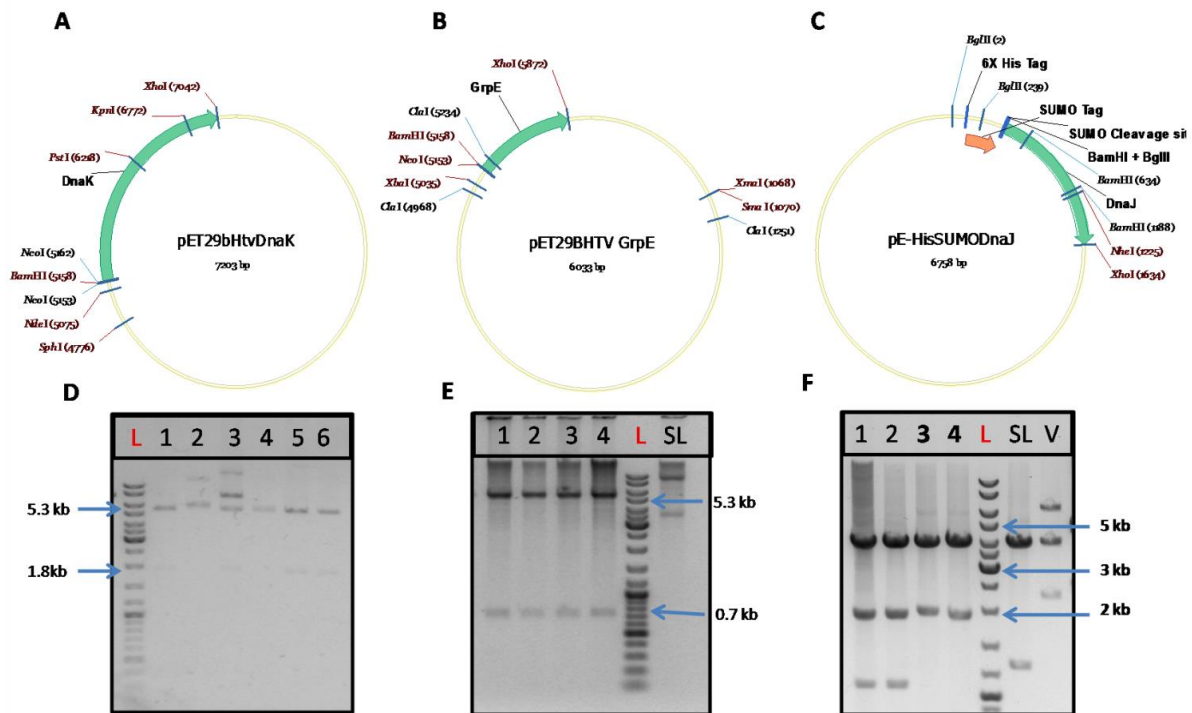 A
XhoI (7042)
KpnI (6772)
PstI (6218)
DnaK
pET29bHtvDnaK
7203 bp
NcoI (5162)
BamHI (5158)
NcoI (5153)
NdeI (5075)
SphI (4776)
B
XhoI (5872)
GrpE
ClaI (5234)
BamHI (5158)
NcoI (5153)
XbaI (5035)
ClaI (4968)
XmaI (1068)
SmaI (1070)
ClaI (1251)
pET29BHTV GrpE
6033 bp
C
BglII (2)
6X His Tag
BglII (239)
SUMO Tag
SUMO Cleavage sit
BamHI + BglII
BamHI (634)
DnaJ
BamHI (1188)
NheI (1225)
XhoI (1634)
pE-HisSUMODnaJ
6758 bp
D
L 1 2 3 4 5 6
5.3 kb
1.8kb
E
1 2 3 4 L SL
5.3 kb
0.7 kb
F
1 2 3 4 L SL V
5 kb
3 kb
2 kb